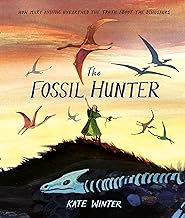 HOW MARY ANNING UNEARTHED THE TRUTH ABOUT THE DINOSAURS
The
FOSSIL HUNTER
KATE WINTER